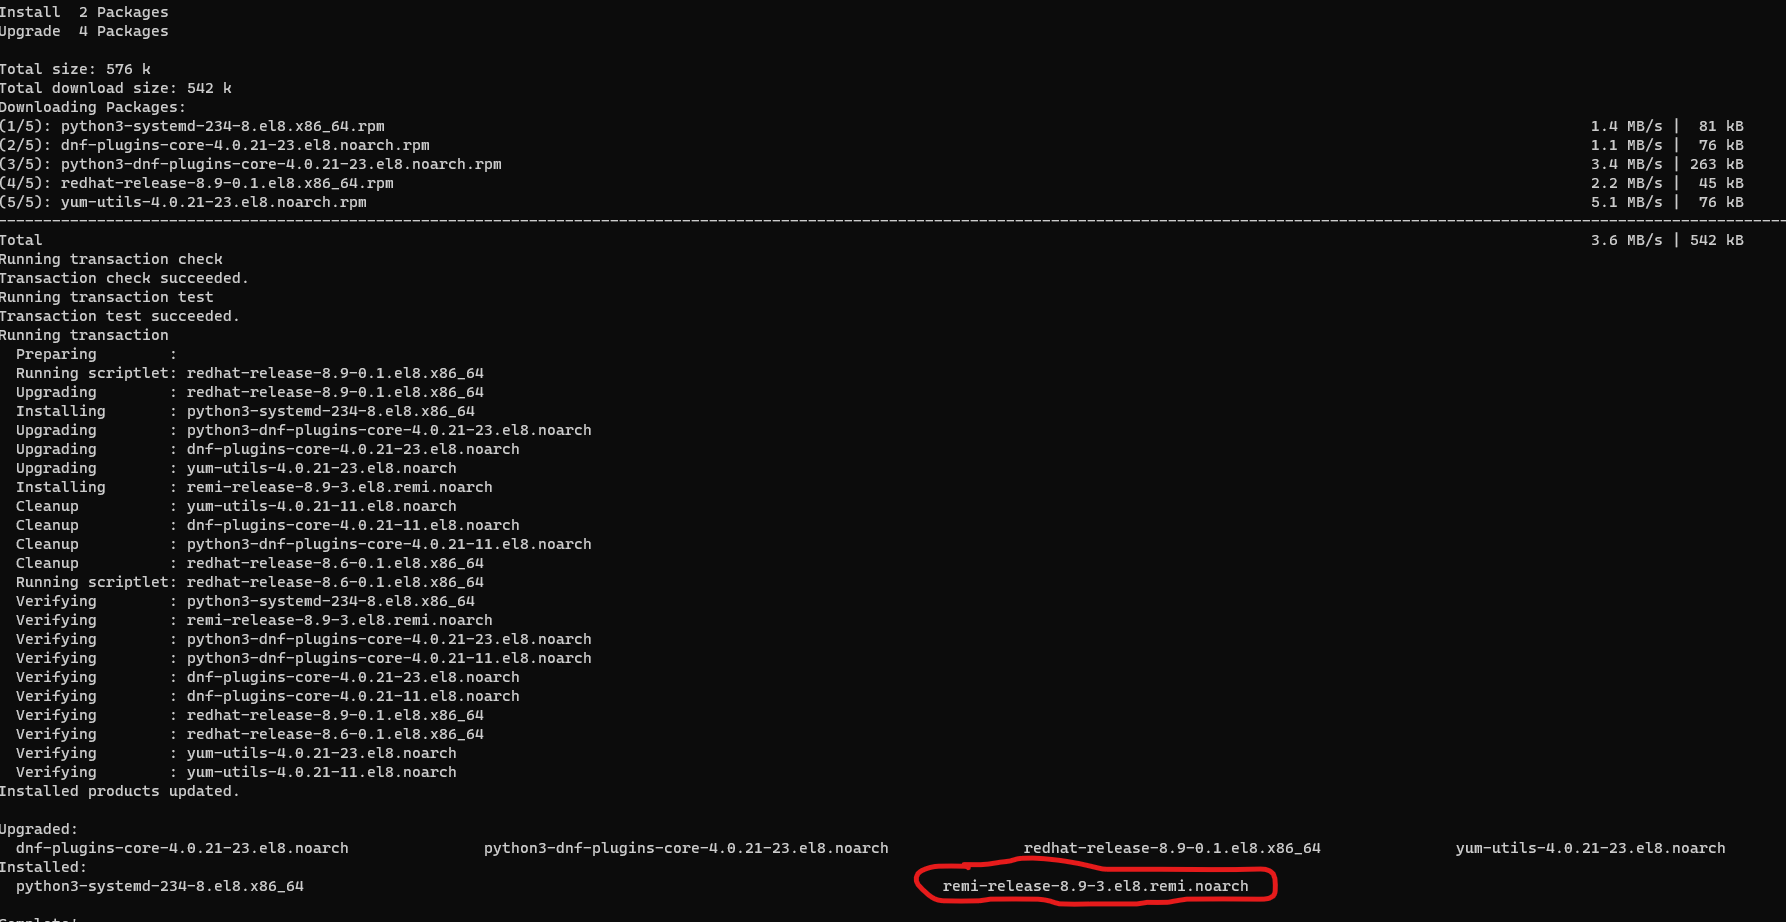 Install  2 Packages
Upgrade  4 Packages
Total size: 576 k
Total download size: 542 k
Downloading Packages:
(1/5): python3-systemd-234-8.el8.x86_64.rpm 1.4 MB/s |  81 kB
(2/5): dnf-plugins-core-4.0.21-23.el8.noarch.rpm 1.1 MB/s |  76 kB
(3/5): python3-dnf-plugins-core-4.0.21-23.el8.noarch.rpm 3.4 MB/s | 263 kB
(4/5): redhat-release-8.9-0.1.el8.x86_64.rpm 2.2 MB/s |  45 kB
(5/5): yum-utils-4.0.21-23.el8.noarch.rpm 5.1 MB/s |  76 kB
Total 3.6 MB/s | 542 kB
Running transaction check
Transaction check succeeded.
Running transaction test
Transaction test succeeded.
Running transaction
  Preparing        :
  Running scriptlet: redhat-release-8.9-0.1.el8.x86_64
  Upgrading        : redhat-release-8.9-0.1.el8.x86_64
  Installing       : python3-systemd-234-8.el8.x86_64
  Upgrading        : python3-dnf-plugins-core-4.0.21-23.el8.noarch
  Upgrading        : dnf-plugins-core-4.0.21-23.el8.noarch
  Upgrading        : yum-utils-4.0.21-23.el8.noarch
  Installing       : remi-release-8.9-3.el8.remi.noarch
  Cleanup          : yum-utils-4.0.21-11.el8.noarch
  Cleanup          : dnf-plugins-core-4.0.21-11.el8.noarch
  Cleanup          : python3-dnf-plugins-core-4.0.21-11.el8.noarch
  Cleanup          : redhat-release-8.6-0.1.el8.x86_64
  Running scriptlet: redhat-release-8.6-0.1.el8.x86_64
  Verifying        : python3-systemd-234-8.el8.x86_64
  Verifying        : remi-release-8.9-3.el8.remi.noarch
  Verifying        : python3-dnf-plugins-core-4.0.21-23.el8.noarch
  Verifying        : python3-dnf-plugins-core-4.0.21-11.el8.noarch
  Verifying        : dnf-plugins-core-4.0.21-23.el8.noarch
  Verifying        : dnf-plugins-core-4.0.21-11.el8.noarch
  Verifying        : redhat-release-8.9-0.1.el8.x86_64
  Verifying        : redhat-release-8.6-0.1.el8.x86_64
  Verifying        : yum-utils-4.0.21-23.el8.noarch
  Verifying        : yum-utils-4.0.21-11.el8.noarch
Installed products updated.
Upgraded:
  dnf-plugins-core-4.0.21-23.el8.noarch python3-dnf-plugins-core-4.0.21-23.el8.noarch redhat-release-8.9-0.1.el8.x86_64 yum-utils-4.0.21-23.el8.noarch
Installed:
  python3-systemd-234-8.el8.x86_64 remi-release-8.9-3.el8.remi.noarch